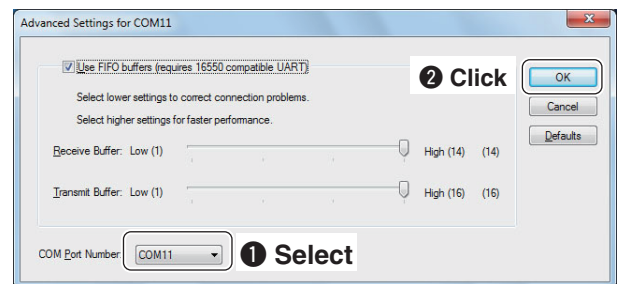 Advanced Settings for COM11
Use FIFO buffers (requires 16550 compatible UART)
❷ Click
OK
Select lower settings to correct connection problems.
Cancel
Select higher settings for faster performance.
Defaults
Receive Buffer: Low (1) High (14) (14)
Transmit Buffer: Low (1) High (16) (16)
COM Port Number: COM11 ❶ Select